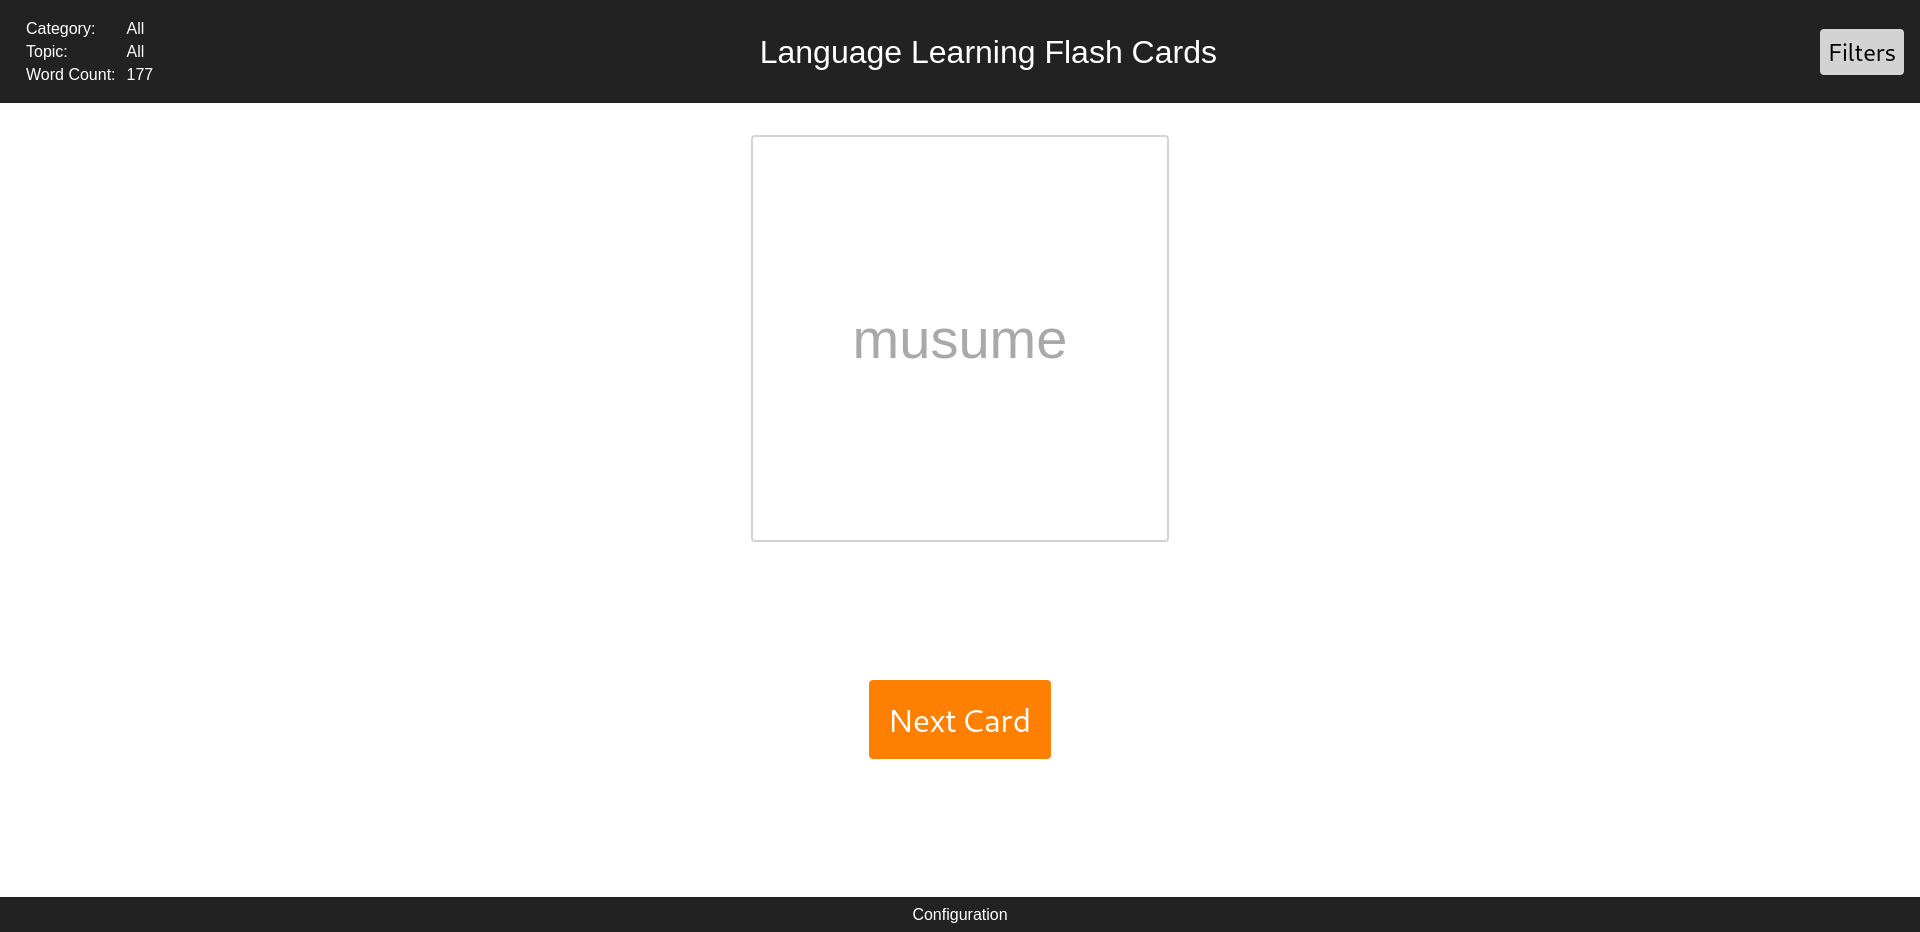 Category: All
Topic: All
Word Count: 177
Language Learning Flash Cards
Filters
musume
Next Card
Configuration